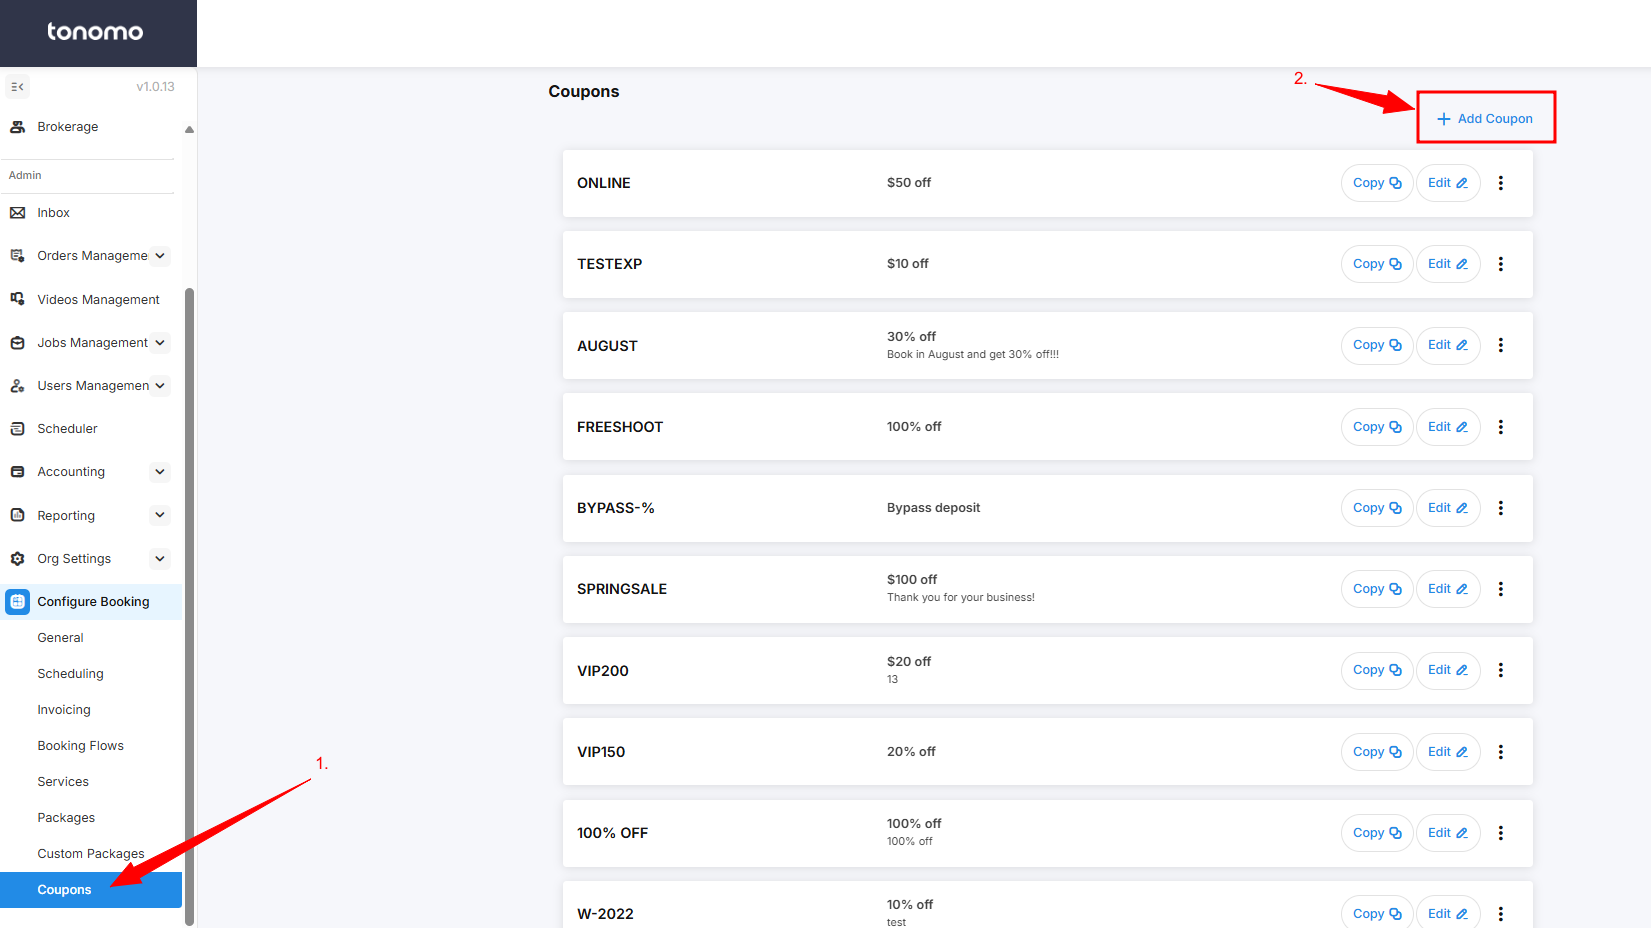 tonomo
v1.0.13
Brokerage
Admin
Inbox
Orders Manageme
Videos Management
Jobs Management
Users Managemen
Scheduler
Accounting
Reporting
Org Settings
Configure Booking
General
Scheduling
Invoicing
Booking Flows
Services
Packages
Custom Packages
Coupons
1.
Coupons
2.
+ Add Coupon
ONLINE $50 off Copy Edit
TESTEXP $10 off Copy Edit
AUGUST 30% off Copy Edit
Book in August and get 30% off!!!
FREESHOOT 100% off Copy Edit
BYPASS-% Bypass deposit Copy Edit
SPRINGSALE $100 off Copy Edit
Thank you for your business!
VIP200 $20 off Copy Edit
13
VIP150 20% off Copy Edit
100% OFF 100% off Copy Edit
100% off
W-2022 10% off Copy Edit
test